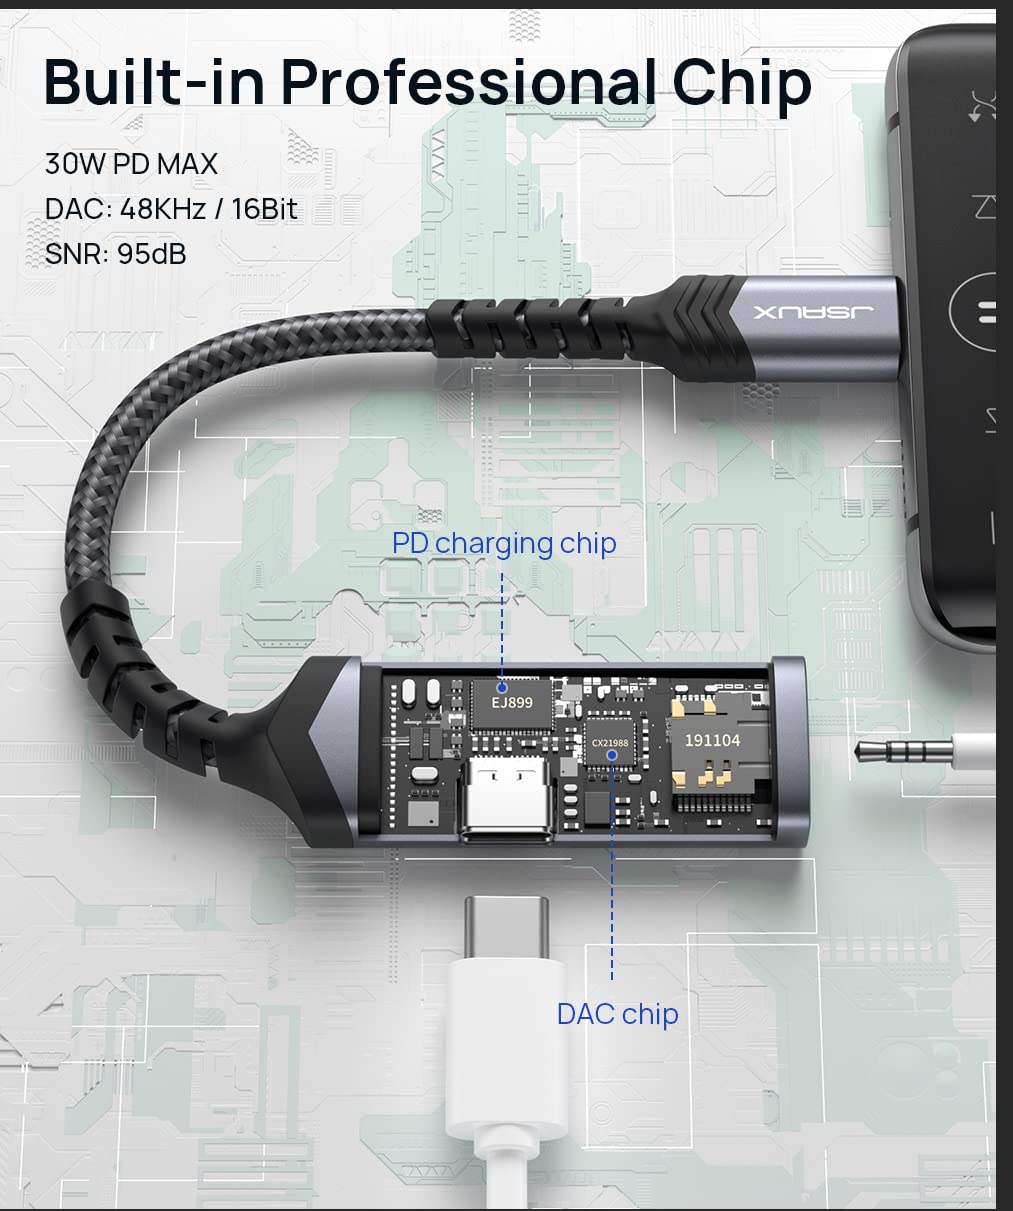 Built-in Professional Chip
30W PD MAX
DAC: 48KHz / 16Bit
SNR: 95dB
JSAUX
PD charging chip
EJ899
CX21988
191104
DAC chip